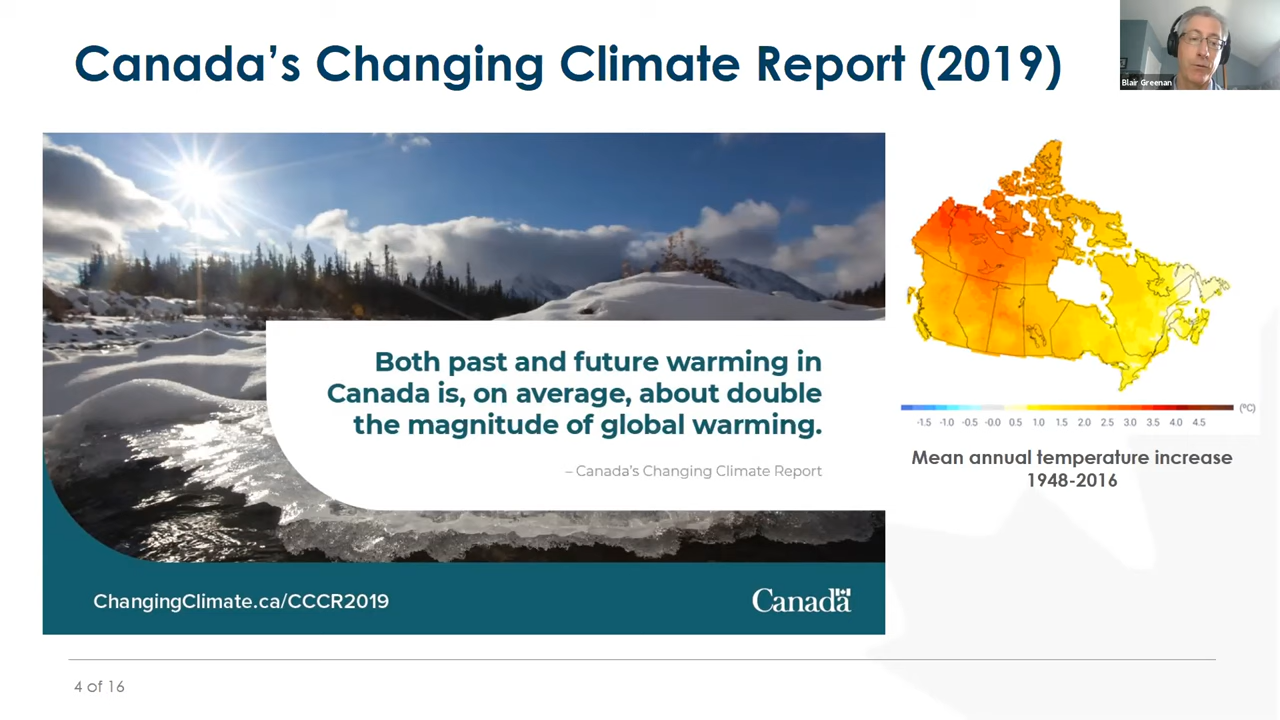 Canada's Changing Climate Report (2019)
Blair Greenan
Both past and future warming in
Canada is, on average, about double
the magnitude of global warming.
– Canada's Changing Climate Report
ChangingClimate.ca/CCCR2019
Canada
(°C)
-1.5 -1.0 -0.5 -0.0 0.5 1.0 1.5 2.0 2.5 3.0 3.5 4.0 4.5
Mean annual temperature increase
1948-2016
4 of 16